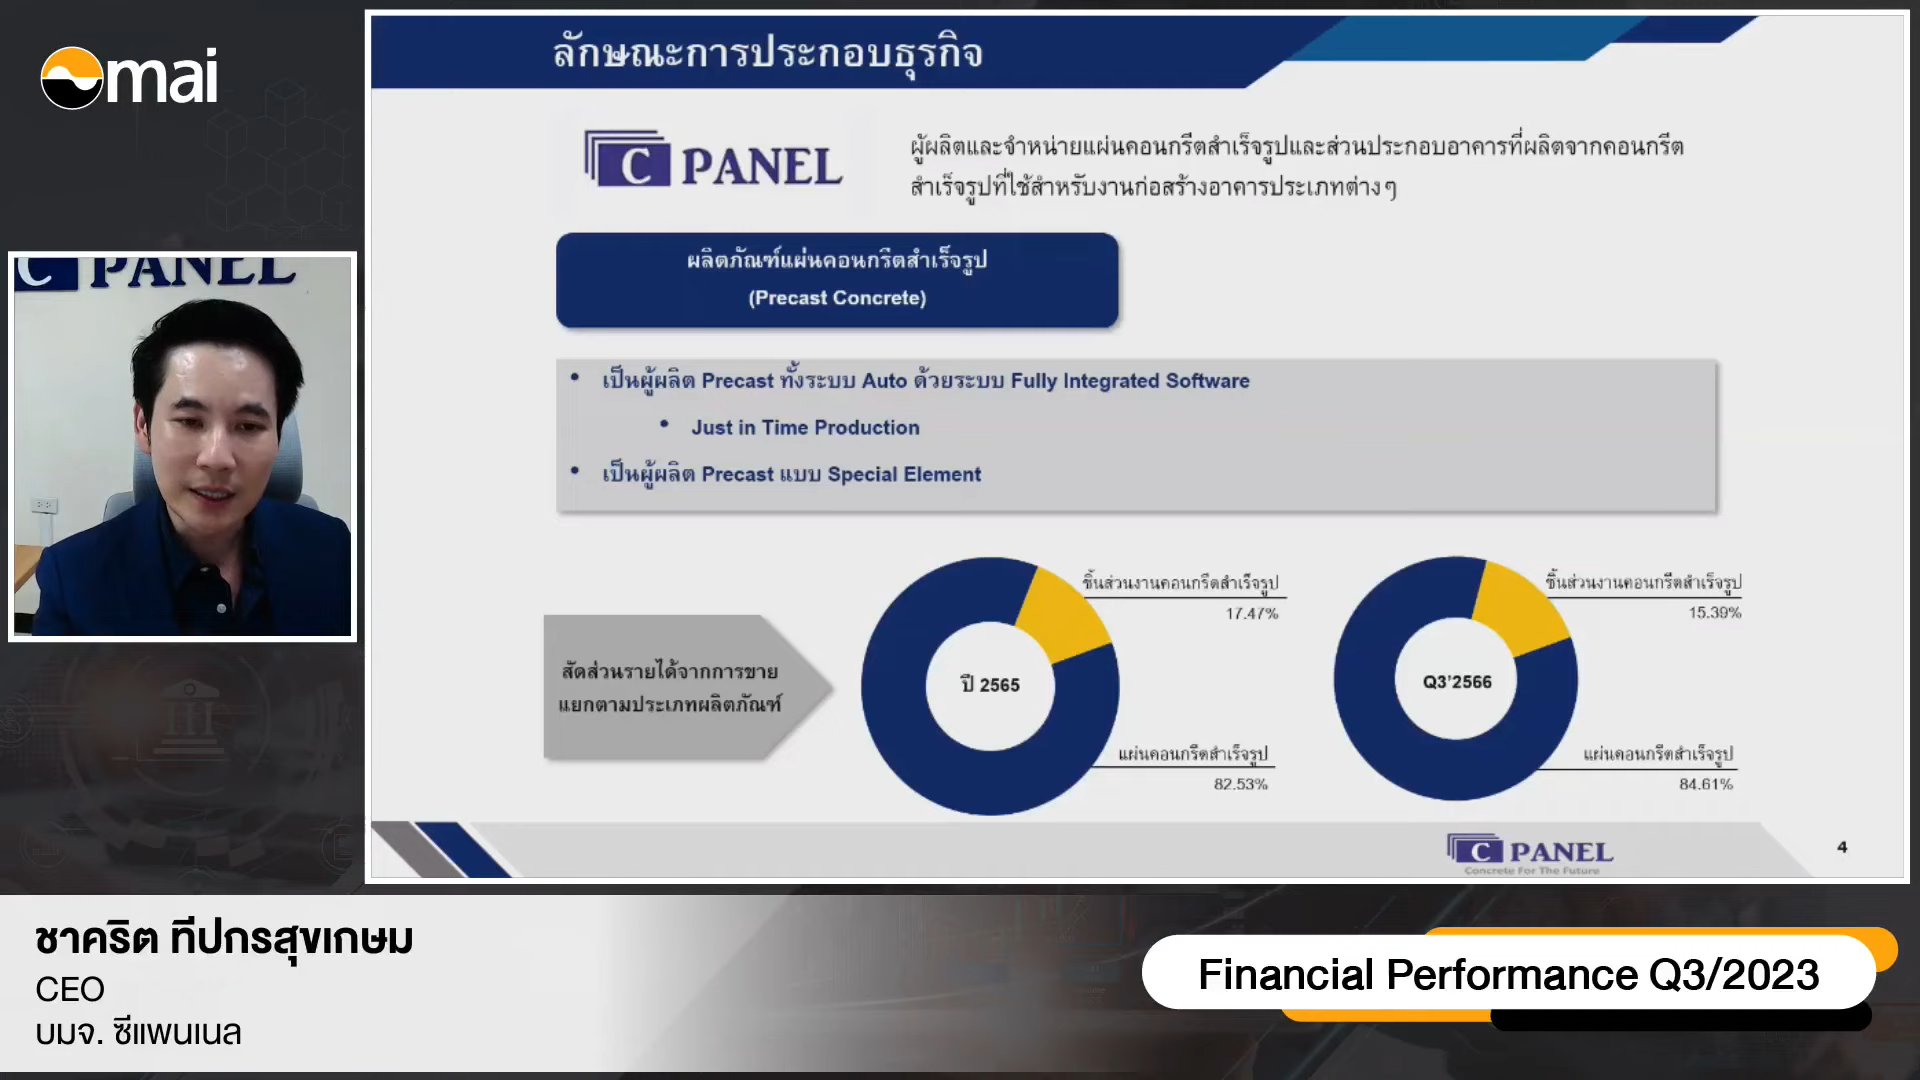 mai
ลักษณะการประกอบธุรกิจ
C PANEL
ผู้ผลิตและจำหน่ายแผ่นคอนกรีตสำเร็จรูปและส่วนประกอบอาคารที่ผลิตจากคอนกรีต
สำเร็จรูปที่ใช้สำหรับงานก่อสร้างอาคารประเภทต่างๆ
ผลิตภัณฑ์แผ่นคอนกรีตสำเร็จรูป
(Precast Concrete)
C PANEL
• เป็นผู้ผลิต Precast ทั้งระบบ Auto ด้วยระบบ Fully Integrated Software
• Just in Time Production
• เป็นผู้ผลิต Precast แบบ Special Element
สัดส่วนรายได้จากการขาย
แยกตามประเภทผลิตภัณฑ์
ปี 2565
ชิ้นส่วนงานคอนกรีตสำเร็จรูป
17.47%
แผ่นคอนกรีตสำเร็จรูป
82.53%
Q3’2566
ชิ้นส่วนงานคอนกรีตสำเร็จรูป
15.39%
แผ่นคอนกรีตสำเร็จรูป
84.61%
C PANEL
Concrete For The Future
4
ชาคริต ทีปกรสุขเกษม
CEO
บมจ. ซีแพนเนล
Financial Performance Q3/2023